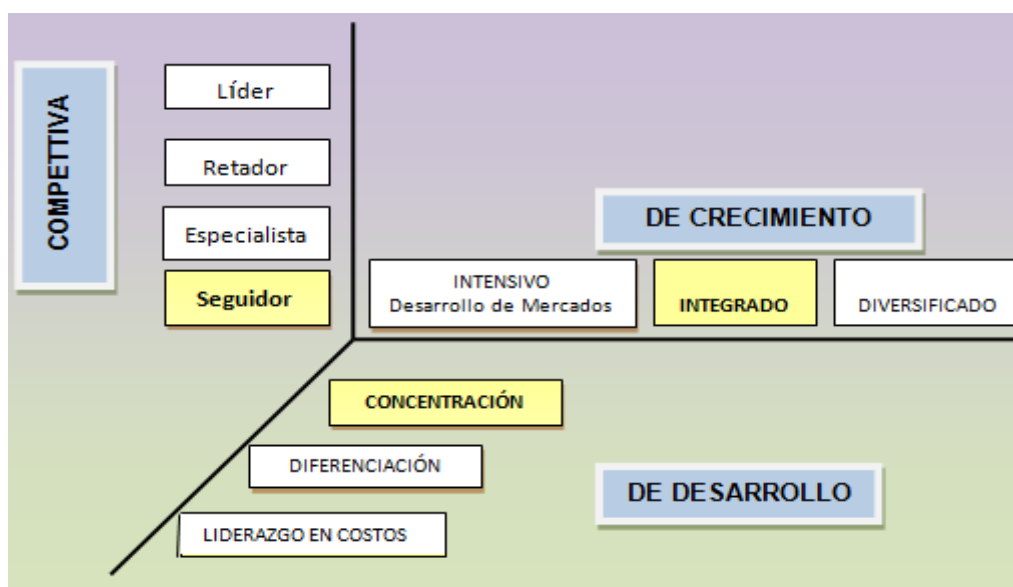 COMPETTIVA
Líder
Retador
Especialista
Seguidor
DE CRECIMIENTO
INTENSIVO
Desarrollo de Mercados
INTEGRADO
DIVERSIFICADO
CONCENTRACIÓN
DIFERENCIACIÓN
LIDERAZGO EN COSTOS
DE DESARROLLO